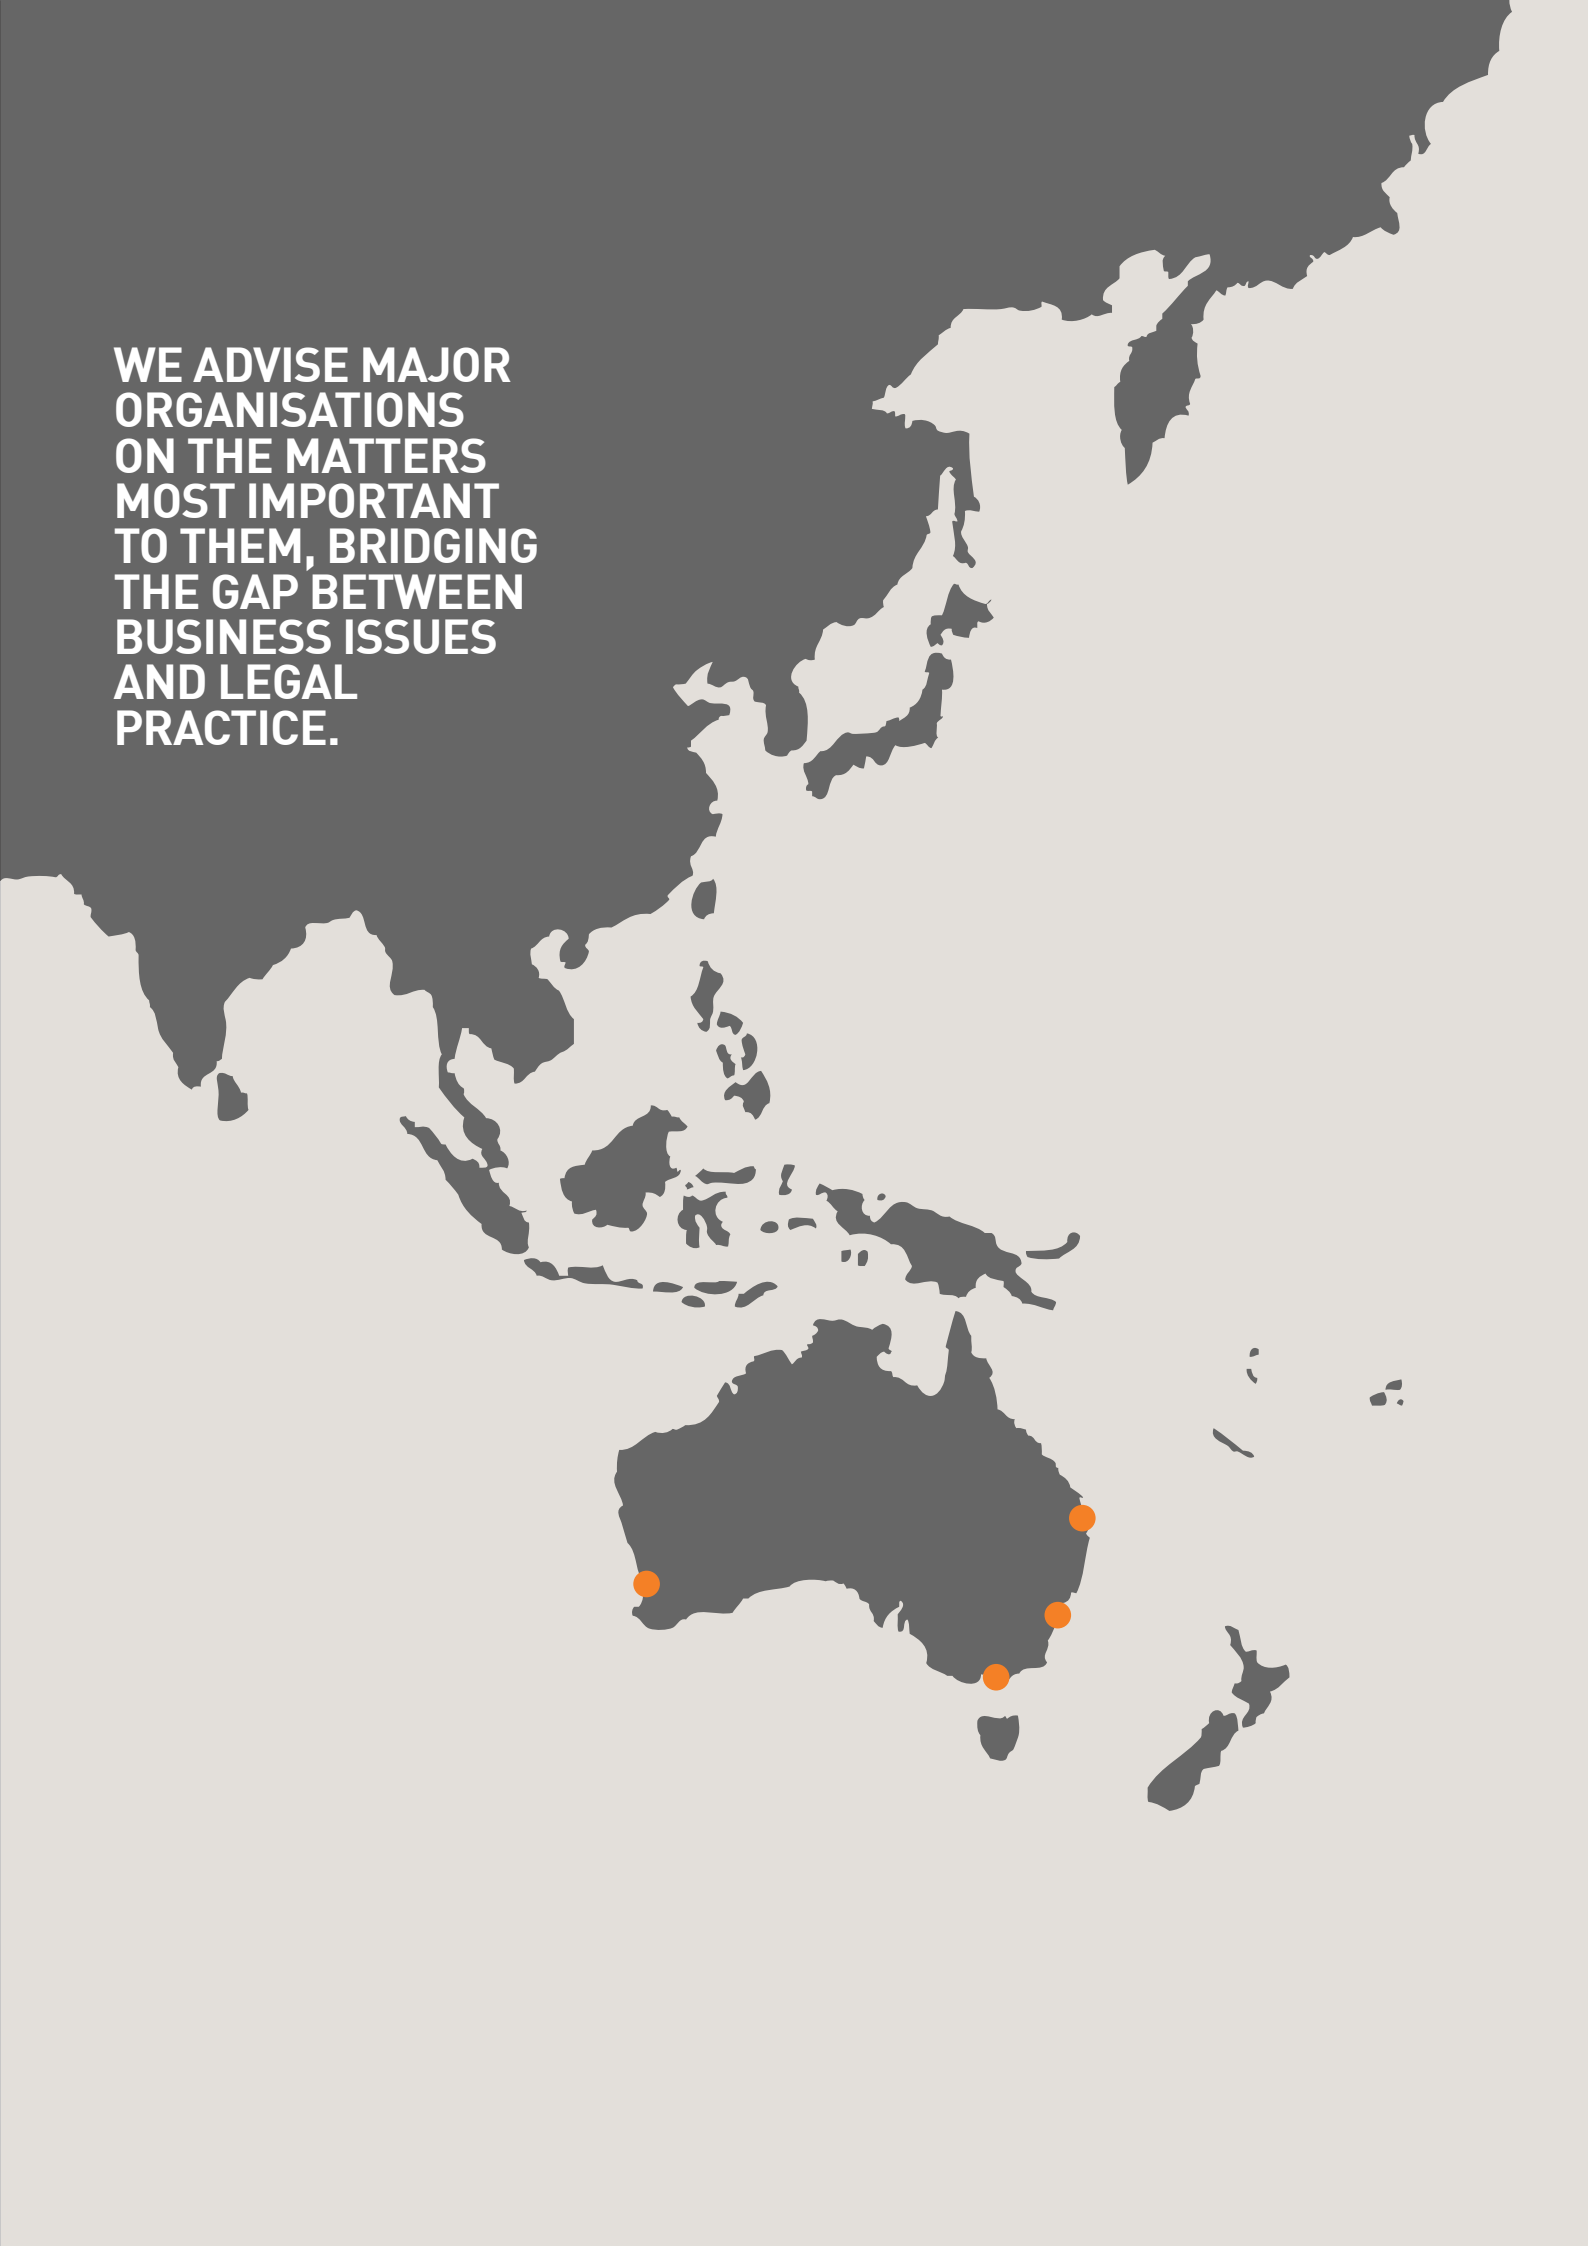 WE ADVISE MAJOR
ORGANISATIONS
ON THE MATTERS
MOST IMPORTANT
TO THEM, BRIDGING
THE GAP BETWEEN
BUSINESS ISSUES
AND LEGAL
PRACTICE.